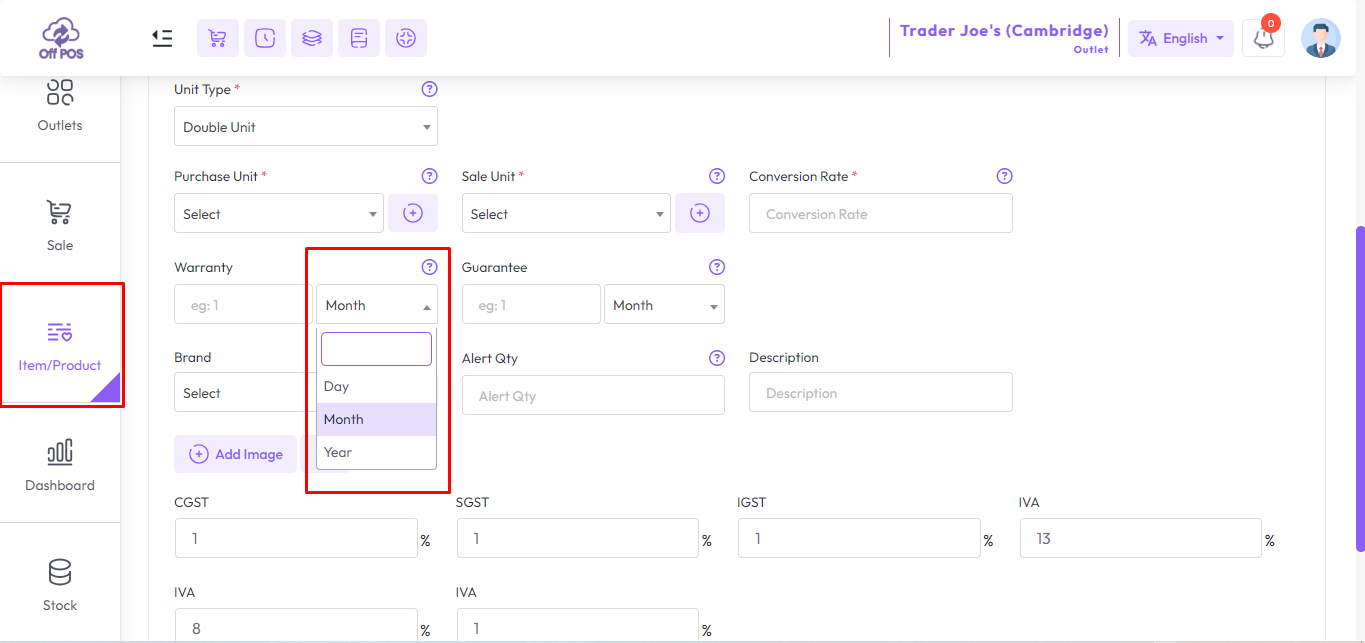 Off POS
Trader Joe's (Cambridge)
Outlet
English
0
Outlets
Sale
Item/Product
Dashboard
Stock
Unit Type *
Double Unit
Purchase Unit *
Sale Unit *
Conversion Rate *
Select
Select
Conversion Rate
Warranty
Guarantee
eg: 1
Month
eg: 1
Month
Day
Month
Year
Brand
Alert Qty
Description
Select
Alert Qty
Description
Add Image
CGST
SGST
IGST
IVA
1 %
1 %
1 %
13 %
IVA
IVA
8 %
1 %